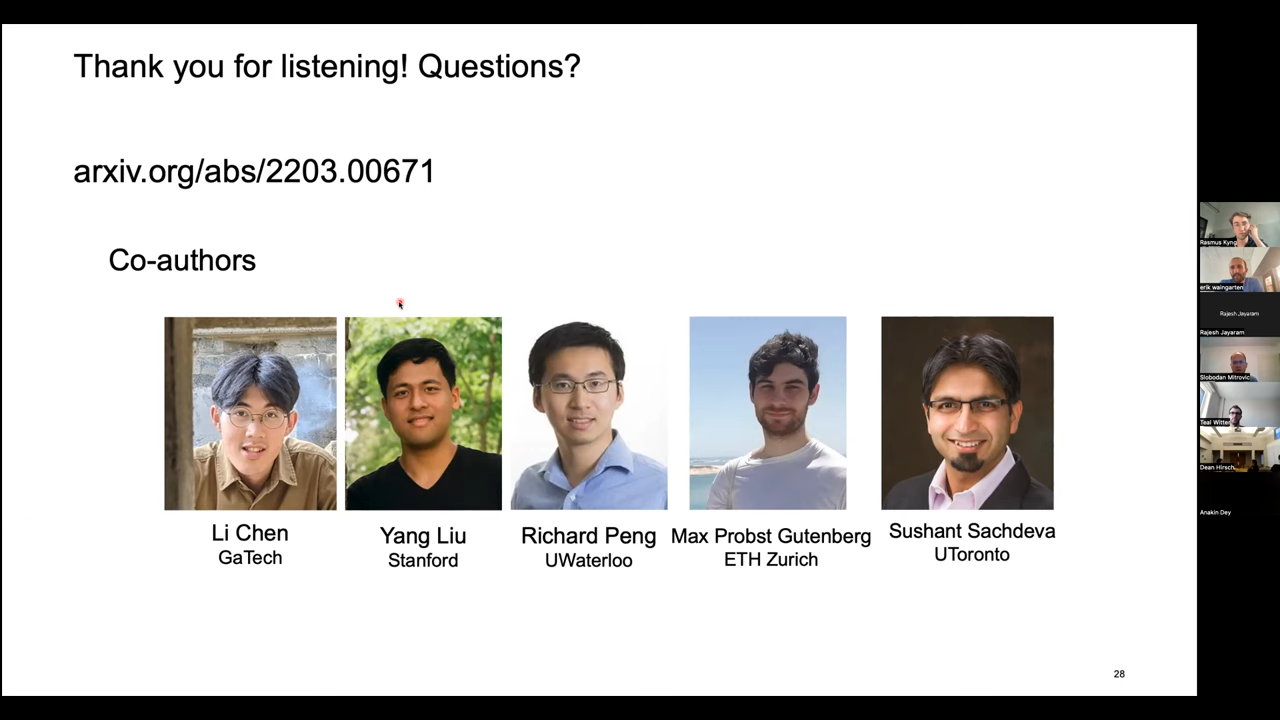 Thank you for listening! Questions?
arxiv.org/abs/2203.00671
Co-authors
Li Chen
GaTech
Yang Liu
Stanford
Richard Peng
UWaterloo
Max Probst Gutenberg
ETH Zurich
Sushant Sachdeva
UToronto
28
Rasmus Kyng
erik waingarten
Rajesh Jayaram
Rajesh Jayaram
Slobodan Mitrovic
Teal Witter
Dean Hirsch
Anakin Dey